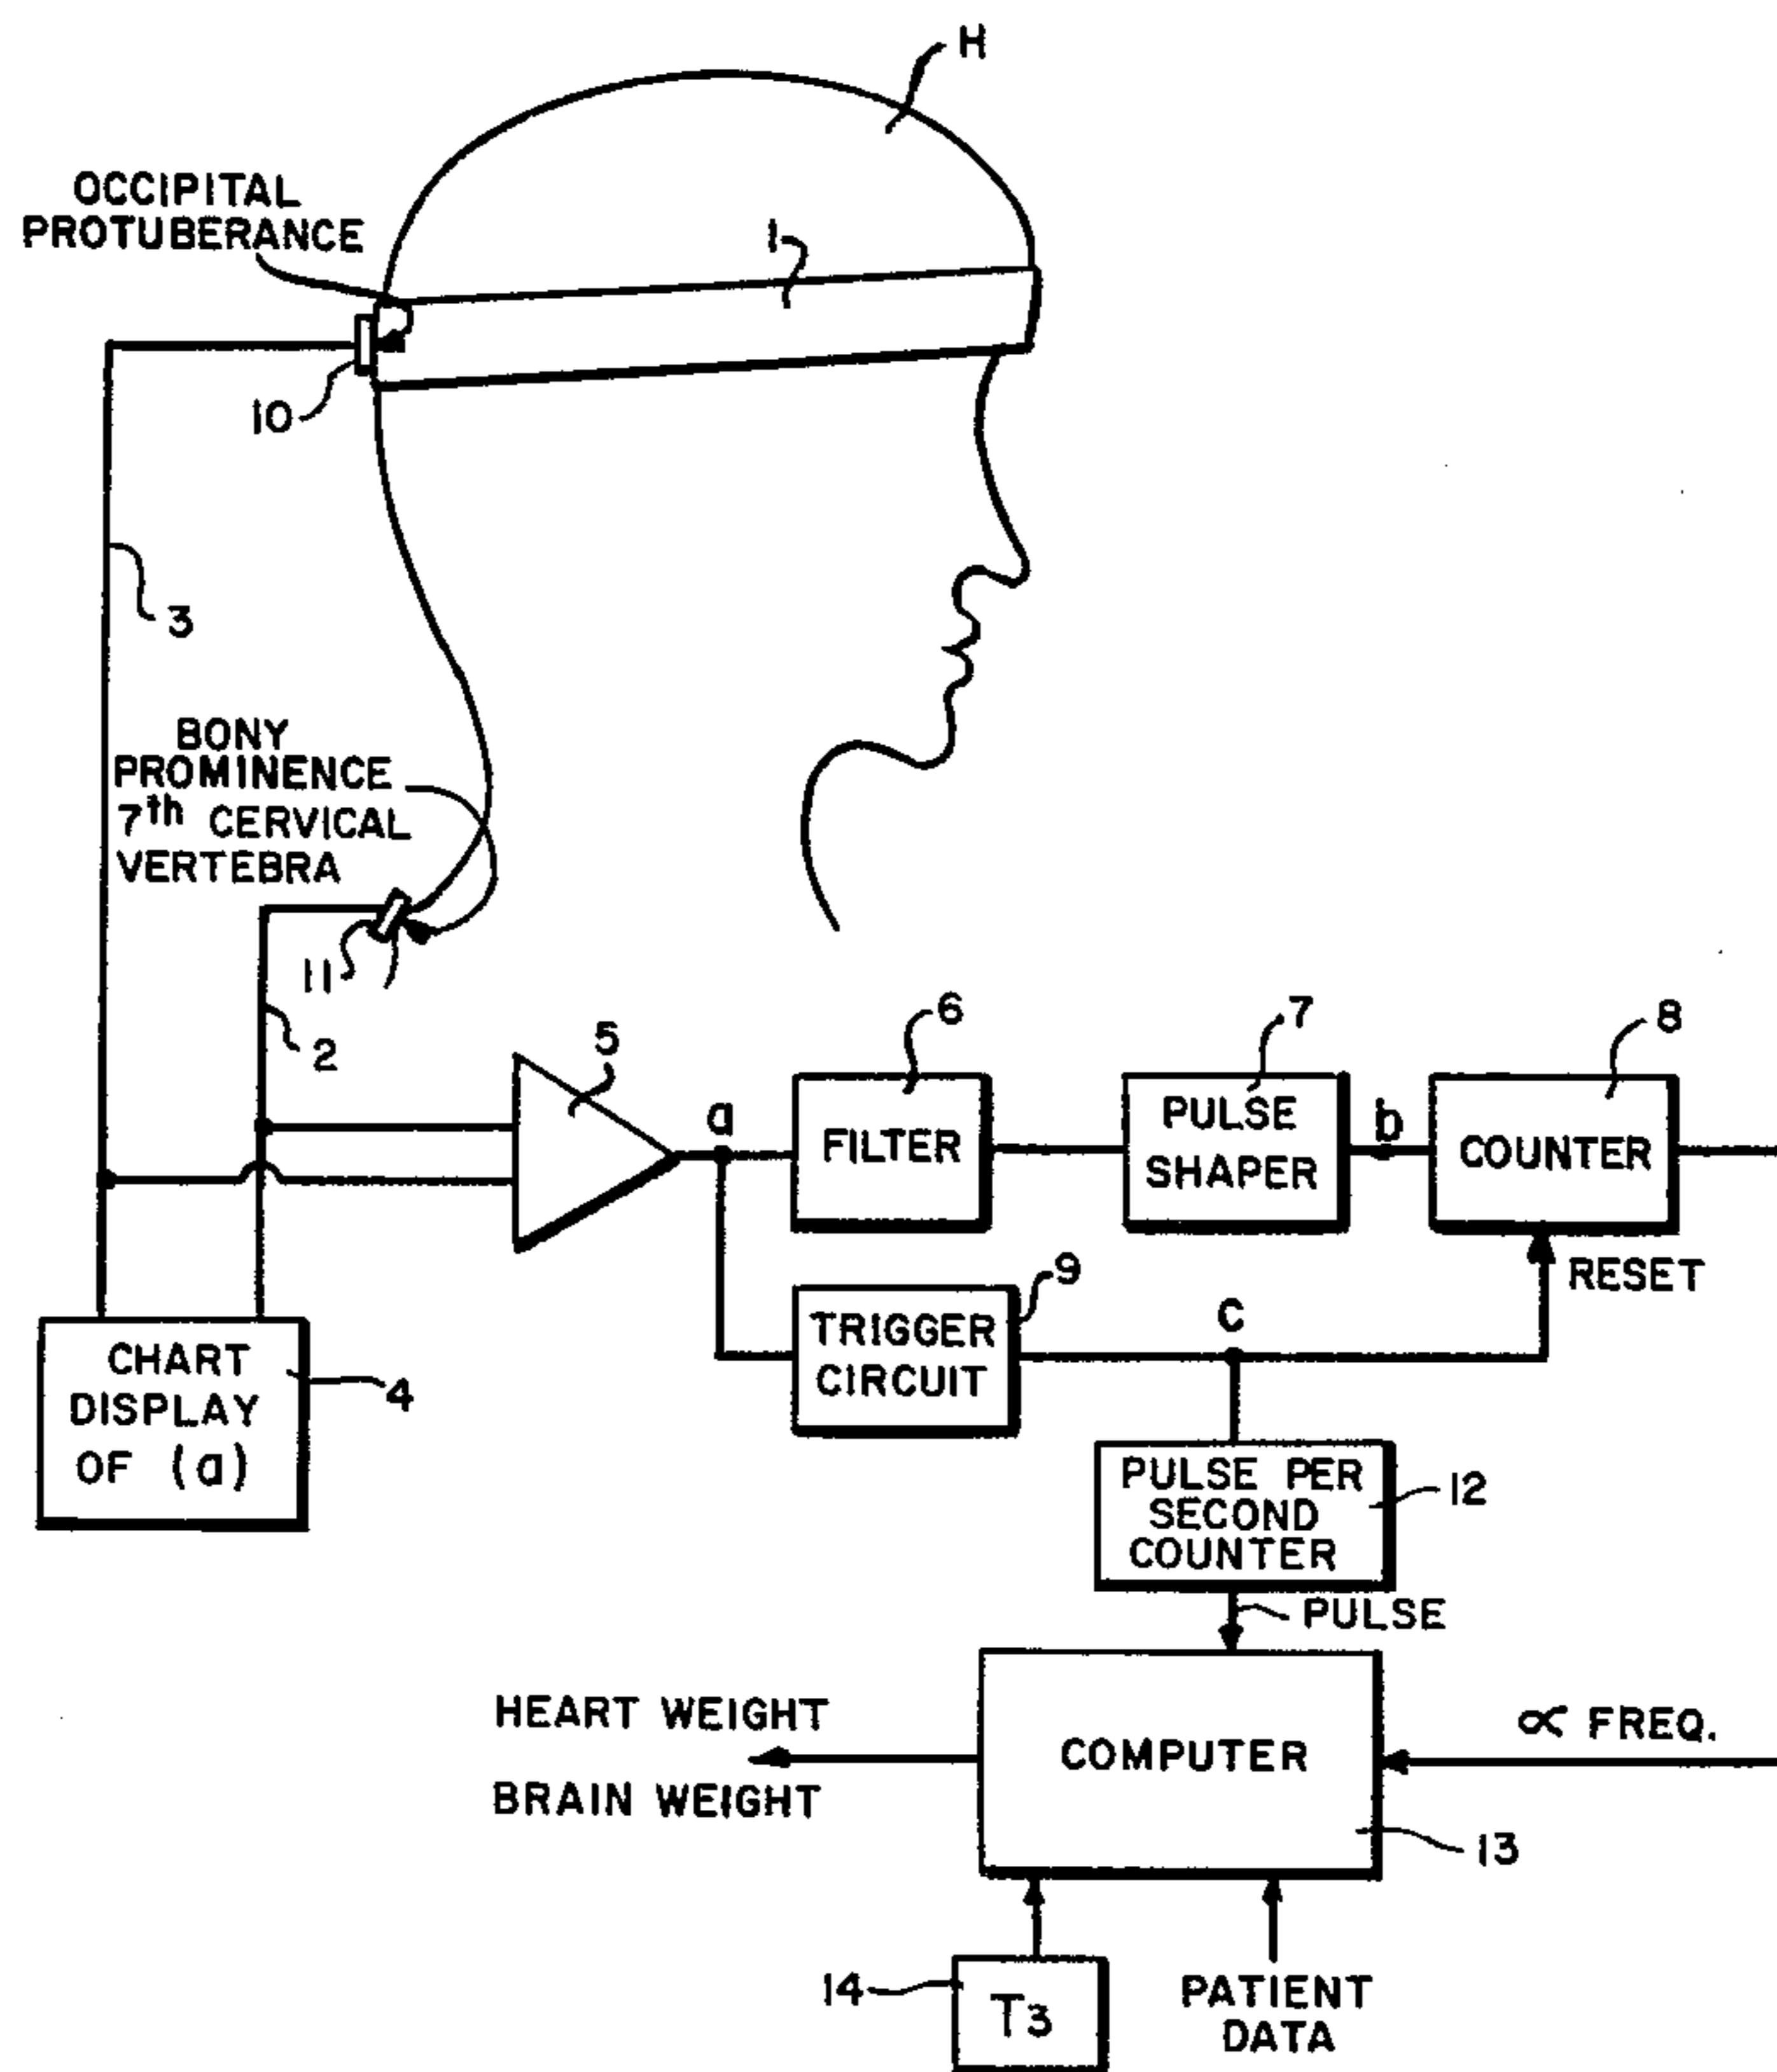 H
OCCIPITAL
PROTUBERANCE
1
10
3
BONY
PROMINENCE
7th CERVICAL
VERTEBRA
11
2
5
a
6
FILTER
7
PULSE
SHAPER
b
8
COUNTER
RESET
9
TRIGGER
CIRCUIT
C
CHART
DISPLAY
OF (a)
4
PULSE PER
SECOND
COUNTER
12
PULSE
HEART WEIGHT
BRAIN WEIGHT
COMPUTER
∝ FREQ.
13
14
T3
PATIENT
DATA